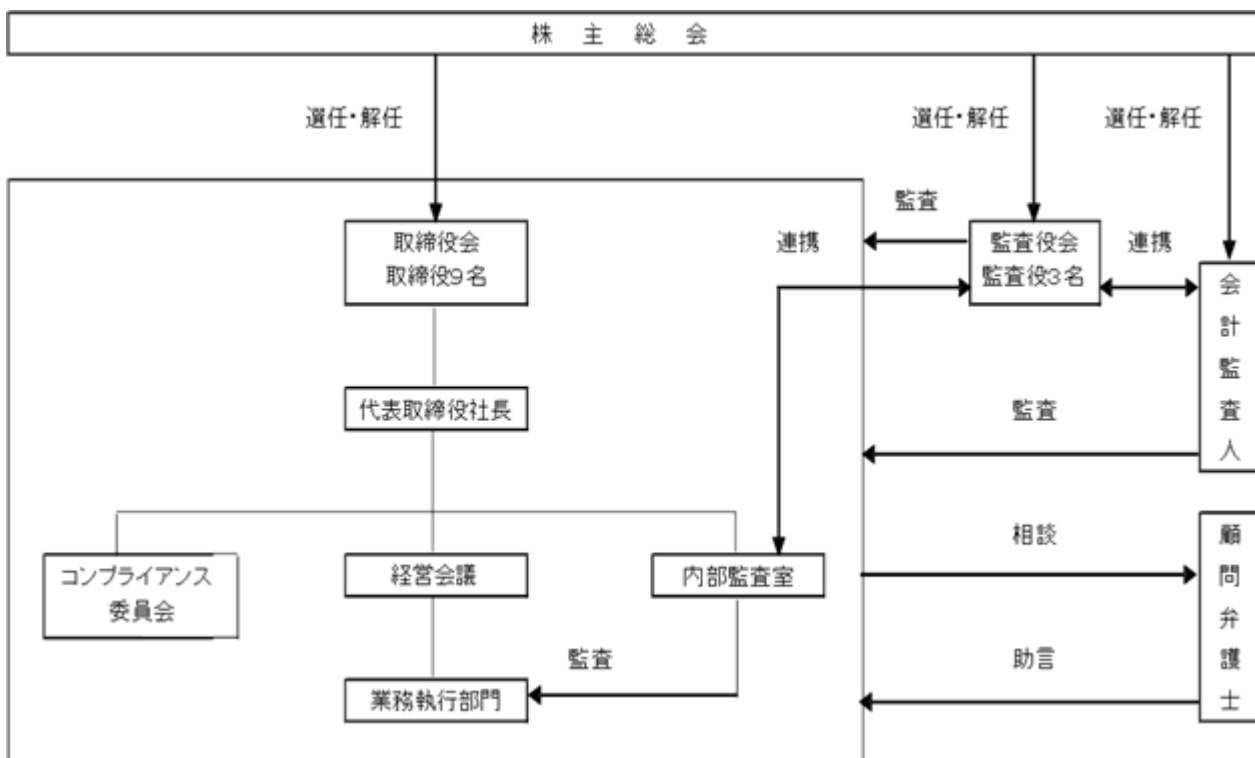 株主総会
選任・解任
選任・解任
選任・解任
監査
取締役会
取締役9名
連携
監査役会
監査役3名
連携
会計監査人
代表取締役社長
監査
コンプライアンス
委員会
経営会議
内部監査室
相談
顧問弁護士
監査
助言
業務執行部門